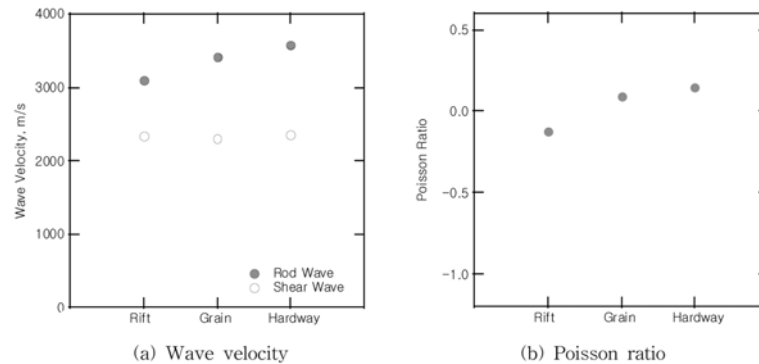 4000
3000
2000
1000
0
Wave Velocity, m/s
Rod Wave
Shear Wave
Rift Grain Hardway
(a) Wave velocity
0.5
0.0
-0.5
-1.0
Poisson Ratio
Rift Grain Hardway
(b) Poisson ratio